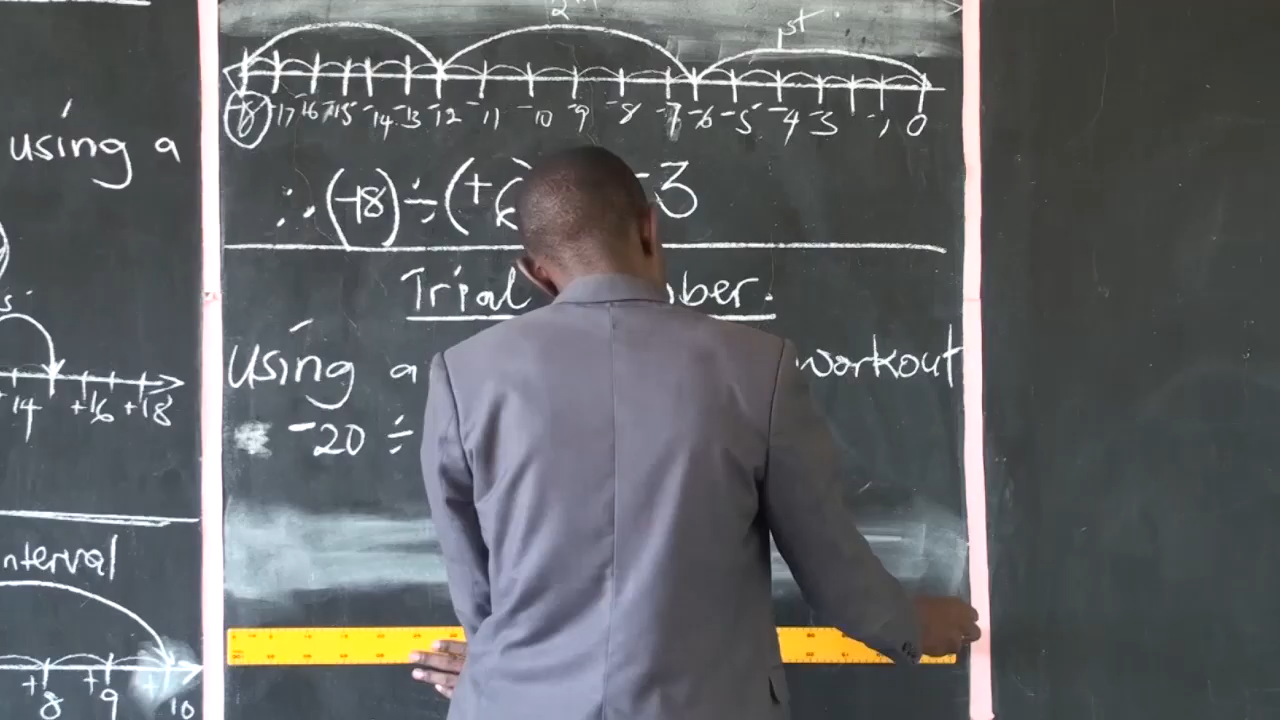 using a
+14 +16 +18
nterval
+8 +9 10
1st
-18 -17 -16 -15 -14 -13 -12 -11 -10 -9 -8 -7 -6 -5 -4 -3 -1 0
∴ (-18) ÷ (+6 -3
Trial ber.
Using a workout
-20 ÷